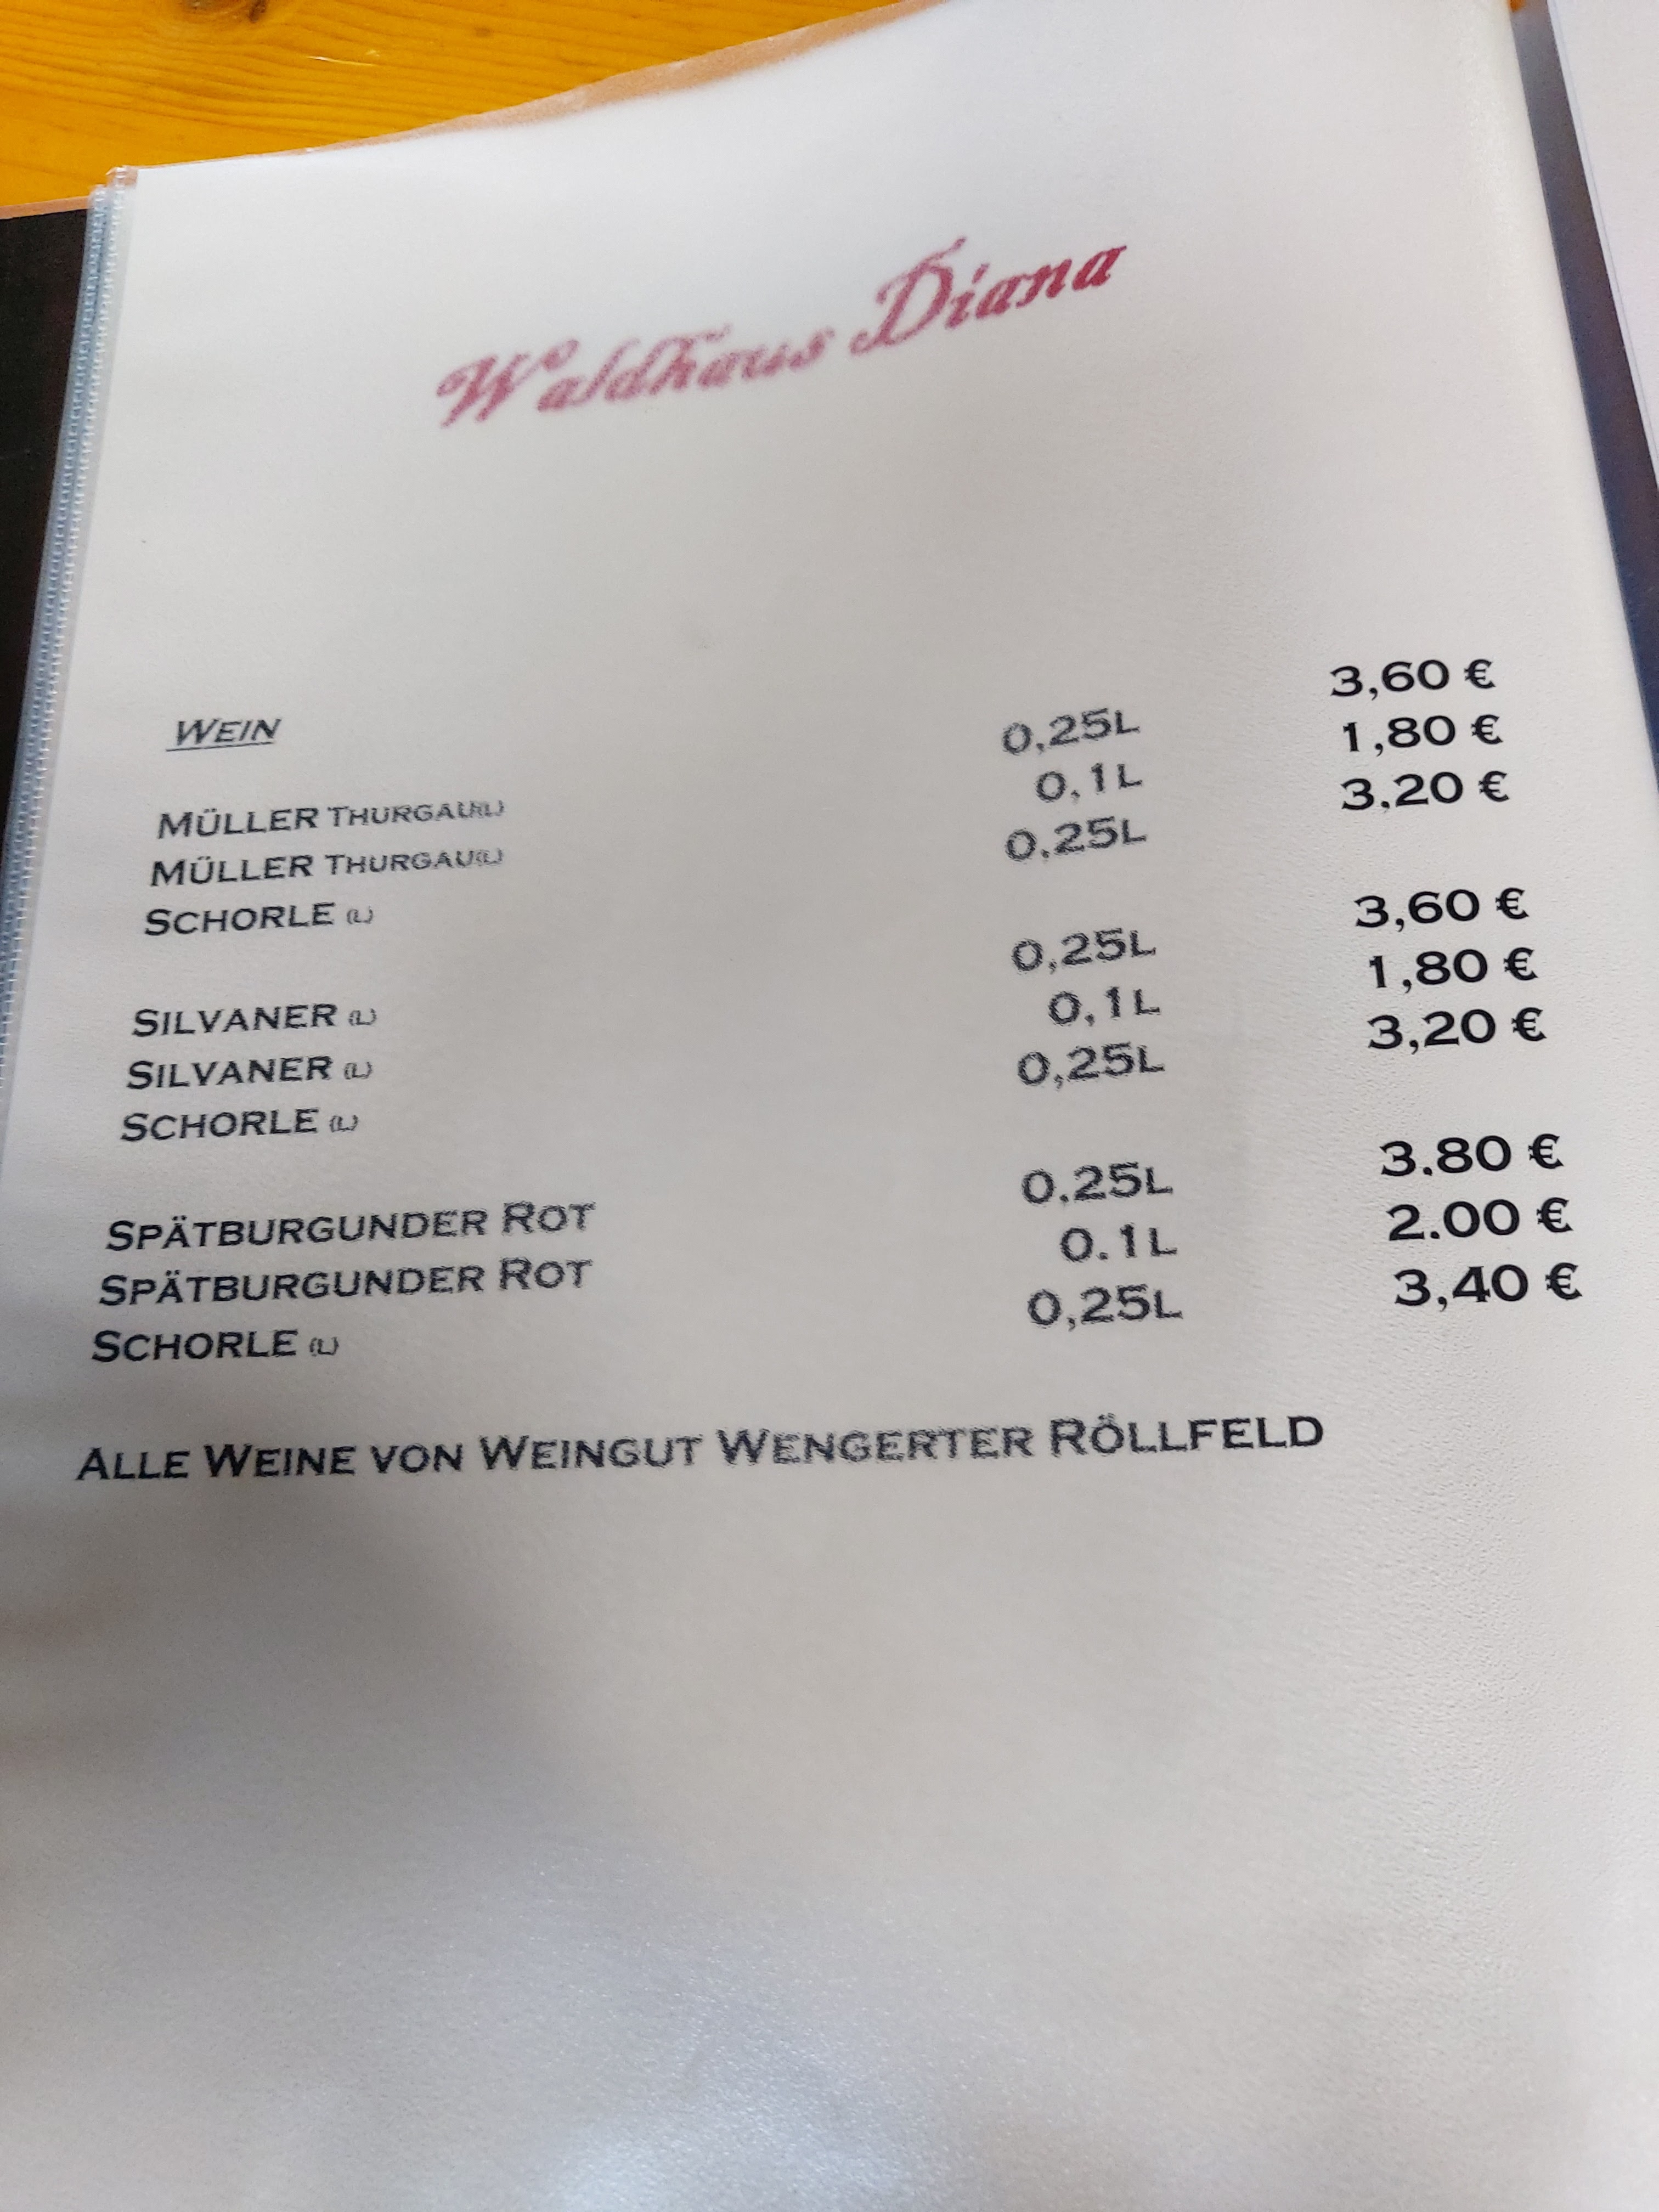 Waldhaus Diana
WEIN
MÜLLER THURGAU(L) 0,25L 3,60 €
MÜLLER THURGAU(L) 0,1L 1,80 €
SCHORLE (L) 0,25L 3.20 €
SILVANER (L) 0,25L 3,60 €
SILVANER (L) 0,1L 1,80 €
SCHORLE (L) 0,25L 3,20 €
SPÄTBURGUNDER ROT 0.25L 3.80 €
SPÄTBURGUNDER ROT 0.1L 2.00 €
SCHORLE (L) 0,25L 3,40 €
ALLE WEINE VON WEINGUT WENGERTER RÖLLFELD